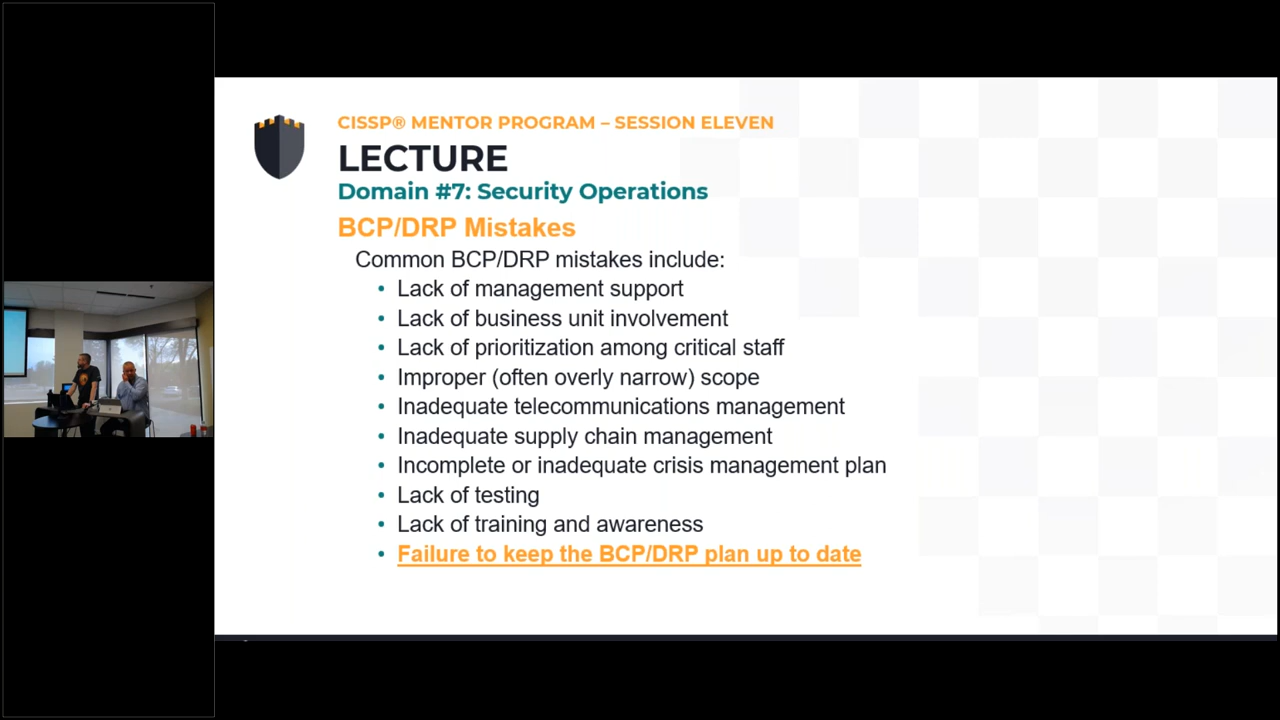 CISSP® MENTOR PROGRAM – SESSION ELEVEN
LECTURE
Domain #7: Security Operations
BCP/DRP Mistakes
Common BCP/DRP mistakes include:
• Lack of management support
• Lack of business unit involvement
• Lack of prioritization among critical staff
• Improper (often overly narrow) scope
• Inadequate telecommunications management
• Inadequate supply chain management
• Incomplete or inadequate crisis management plan
• Lack of testing
• Lack of training and awareness
• Failure to keep the BCP/DRP plan up to date